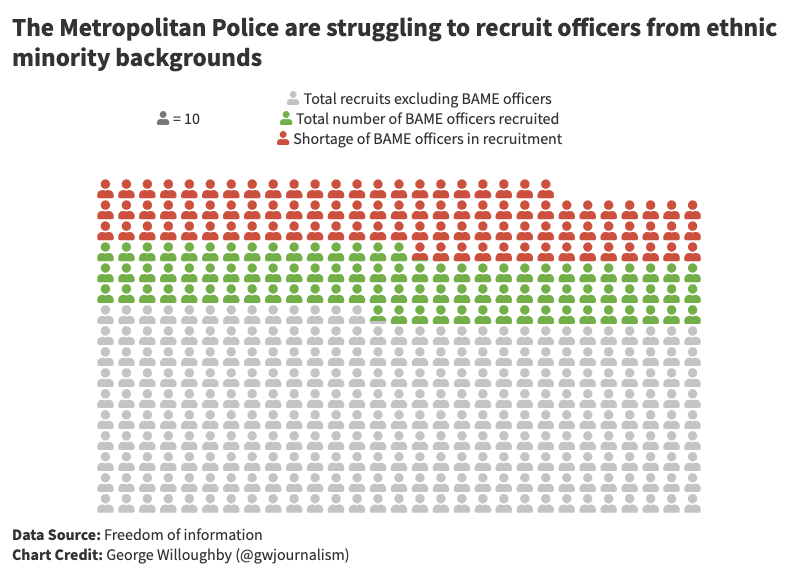 The Metropolitan Police are struggling to recruit officers from ethnic
minority backgrounds
Total recruits excluding BAME officers
= 10
Total number of BAME officers recruited
Shortage of BAME officers in recruitment
Data Source: Freedom of information
Chart Credit: George Willoughby (@gwjournalism)